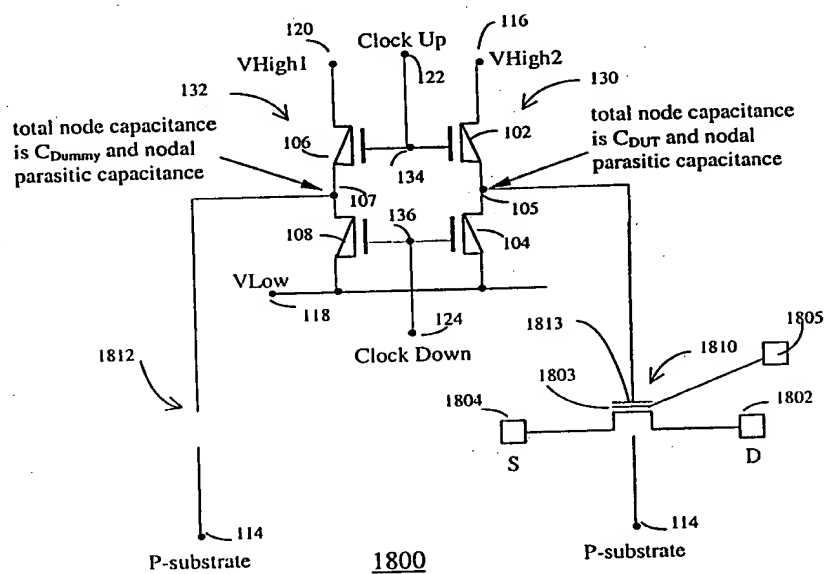 120
Clock Up
116
VHigh1
122
VHigh2
132
130
total node capacitance
is CDummy and nodal
parasitic capacitance
total node capacitance
is CDUT and nodal
parasitic capacitance
106
102
134
107
105
136
108
104
VLow
118
124
Clock Down
1812
1813
1805
1810
1803
1804
1802
S
D
114
114
P-substrate
1800
P-substrate